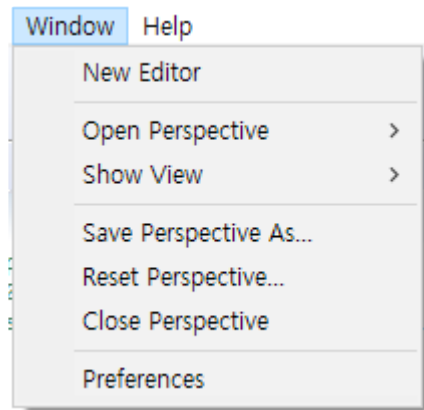 Window Help
New Editor
Open Perspective
Show View
Save Perspective As...
Reset Perspective...
Close Perspective
Preferences